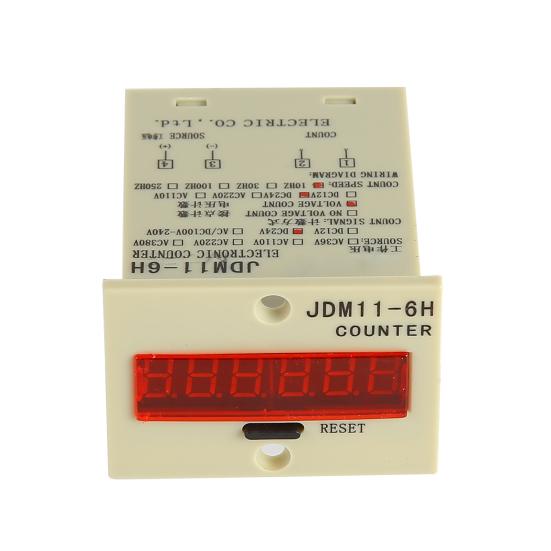 JDM11-6H
ELECTRONIC COUNTER
工作电压
SOURCE: □AC36V □AC110V □AC220V □AC380V
□DC12V ■DC24V □AC/DC100V-240V
COUNT SIGNAL: 计数方式
□NO VOLTAGE COUNT 接点计数
■VOLTAGE COUNT 电压计数
□DC12V ■DC24V □AC220V □AC110V
COUNT SPEED: ■10HZ □30HZ □100HZ □250HZ
WIRING DIAGRAM:
1 2 3 4
(-) (+)
COUNT SOURCE
ELECTRIC CO., Ltd.
JDM11-6H
COUNTER
RESET